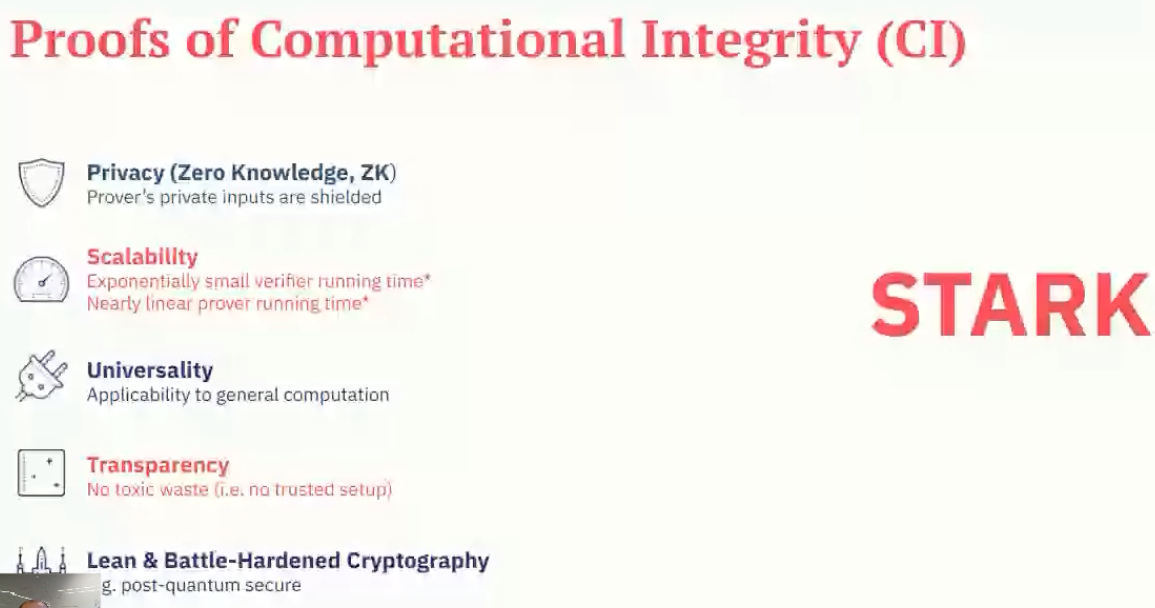 Proofs of Computational Integrity (CI)
Privacy (Zero Knowledge, ZK)
Prover's private inputs are shielded
Scalability
Exponentially small verifier running time*
Nearly linear prover running time*
STARK
Universality
Applicability to general computation
Transparency
No toxic waste (i.e. no trusted setup)
Lean & Battle-Hardened Cryptography
g. post-quantum secure